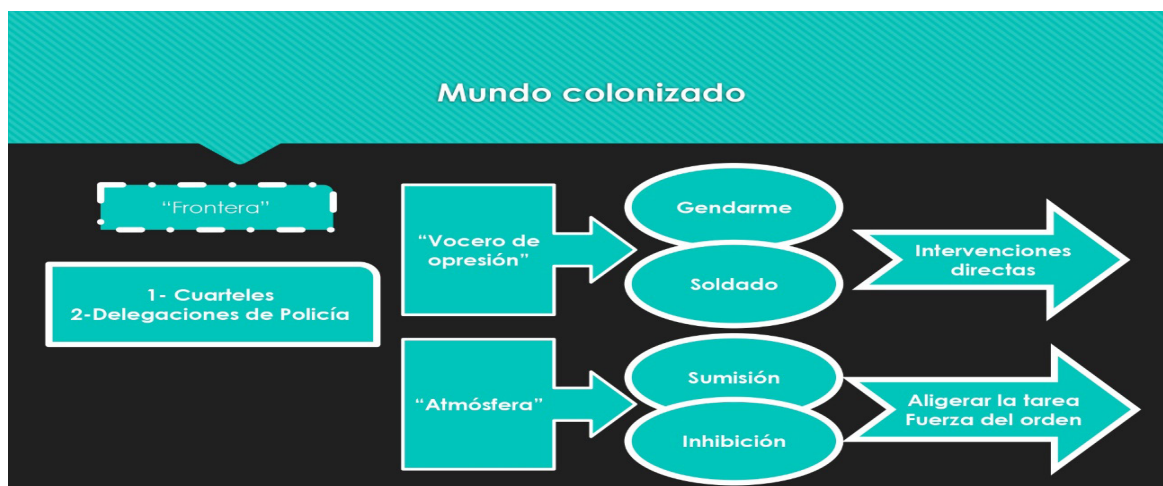 Mundo colonizado
“Frontera”
1- Cuarteles
2-Delegaciones de Policía
“Vocero de
opresión”
Gendarme
Soldado
Intervenciones
directas
“Atmósfera”
Sumisión
Inhibición
Aligerar la tarea
Fuerza del orden